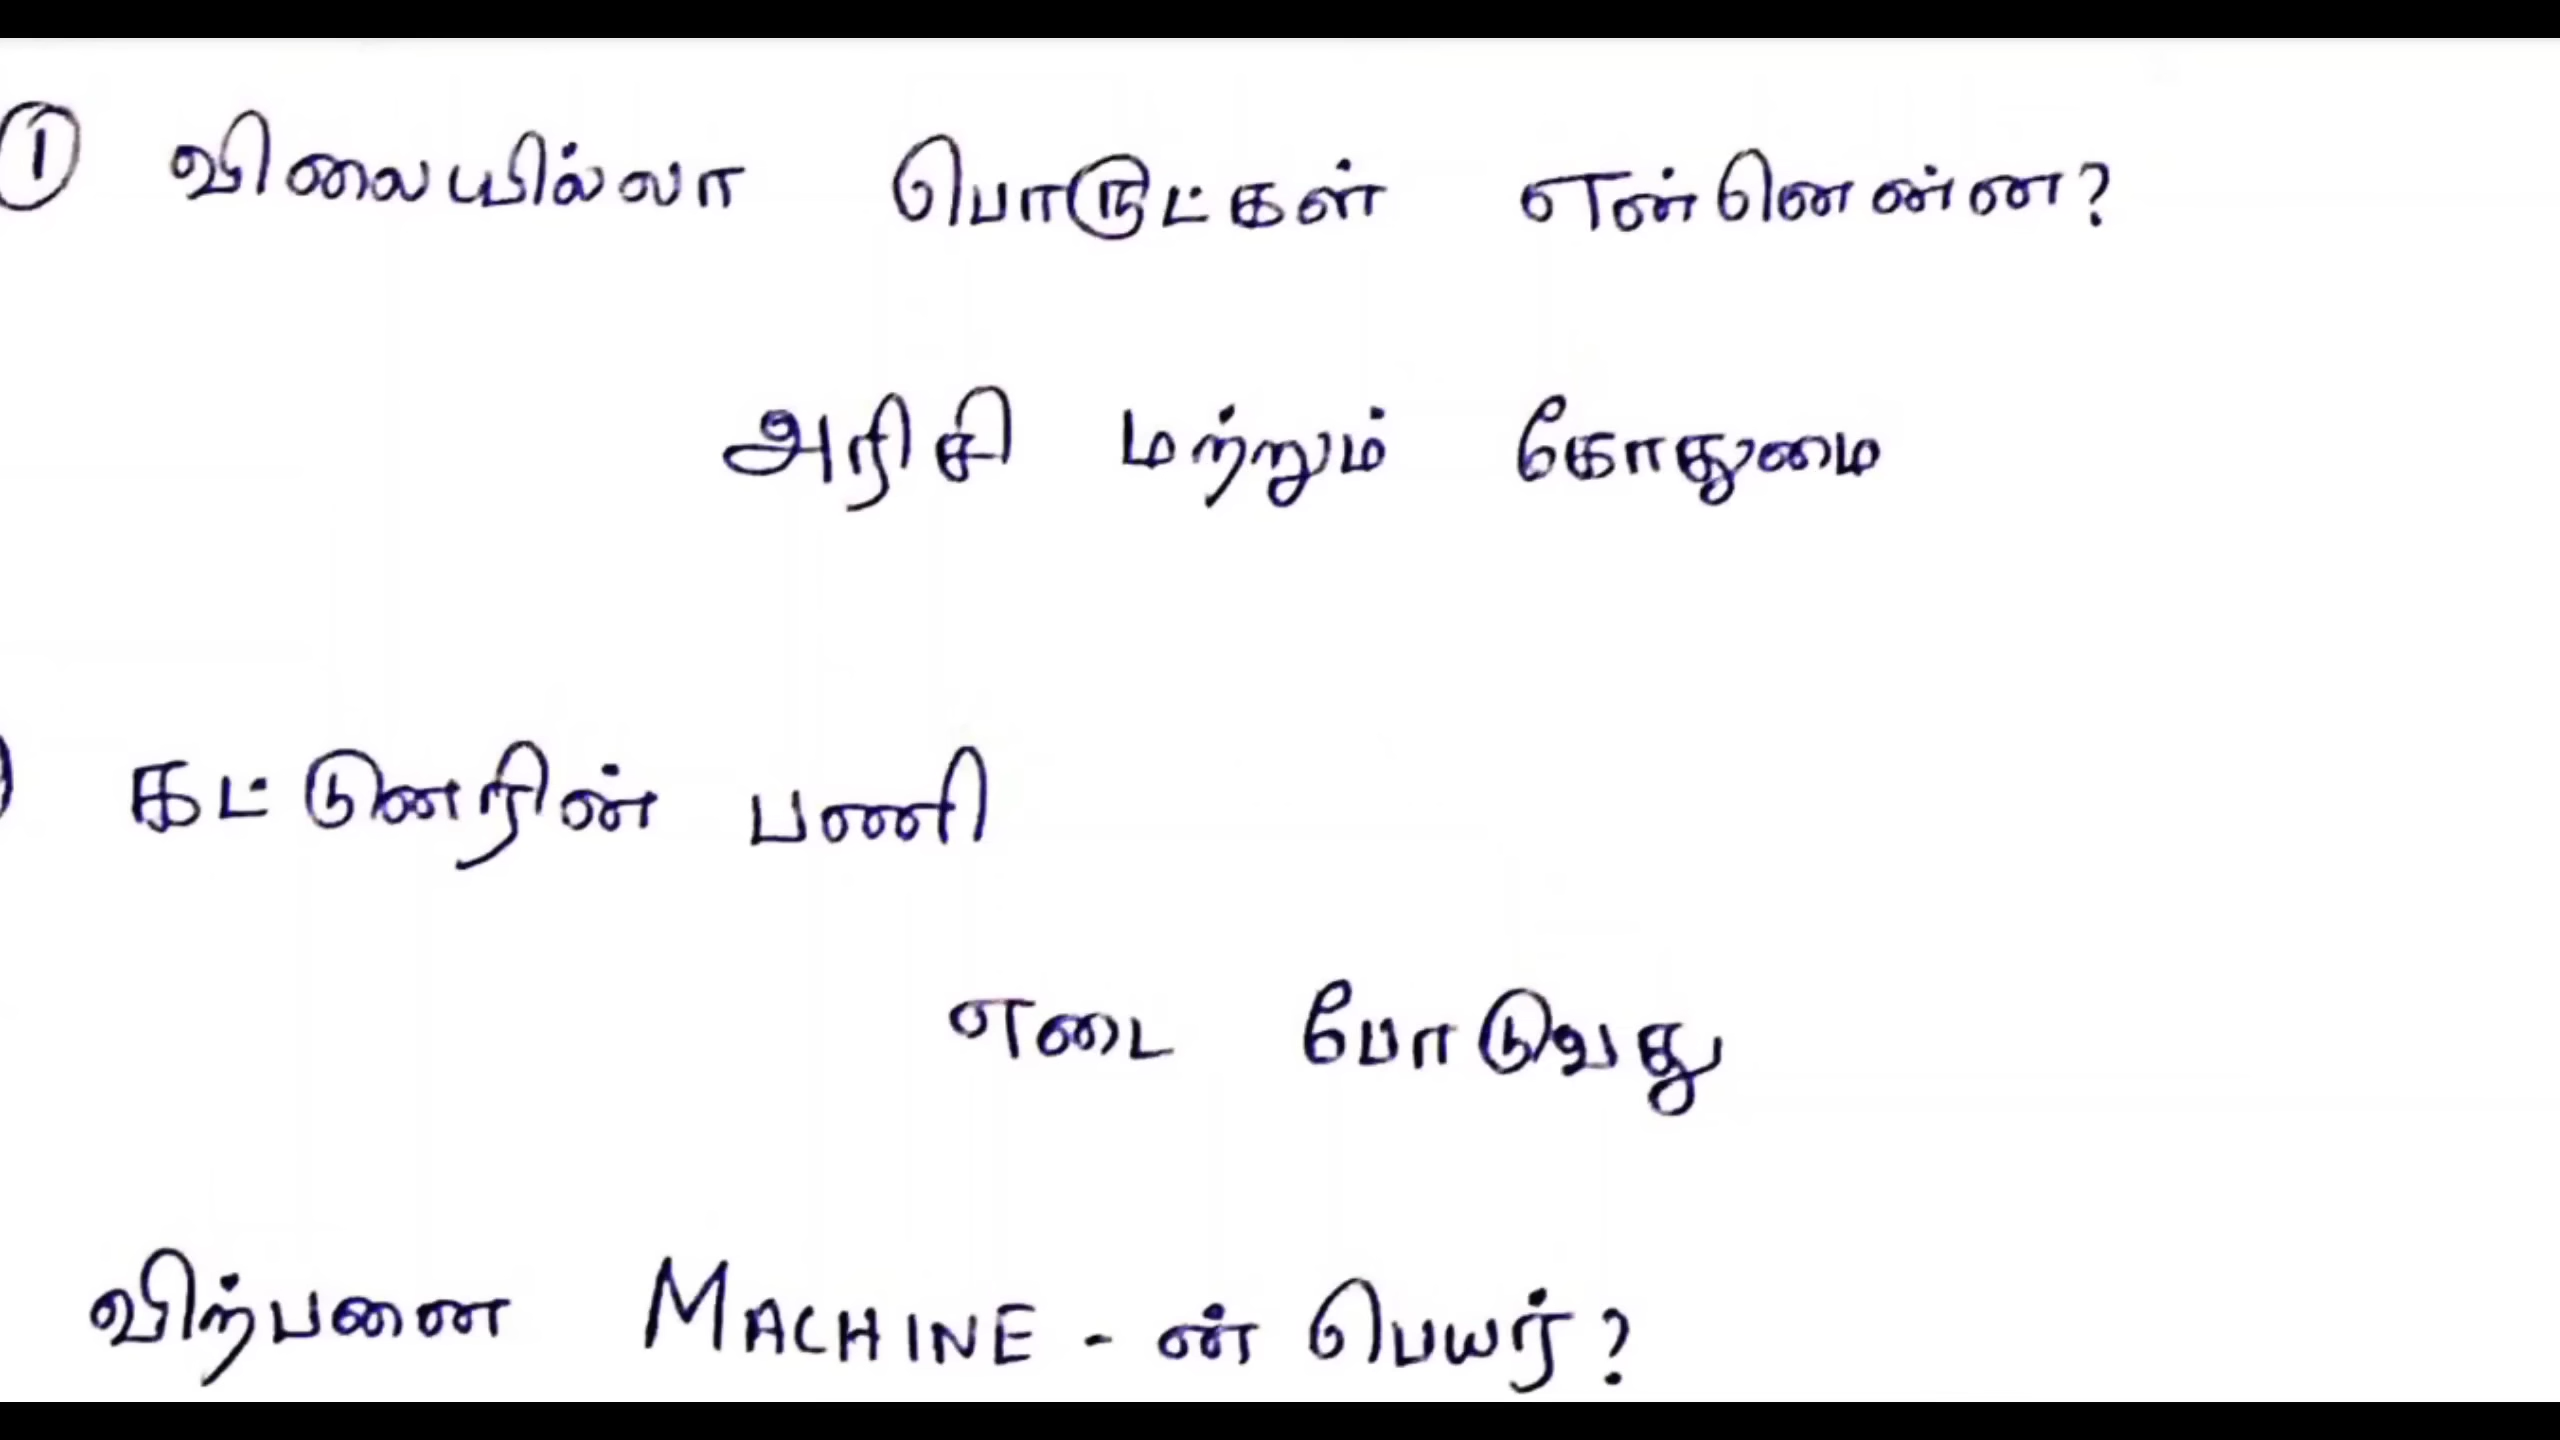 ① விலையில்லா பொருட்கள் என்னென்ன?
அரிசி மற்றும் கோதுமை
கட்டுனரின் பணி
எடை போடுவது
விற்பனை MACHINE - ன் பெயர்?